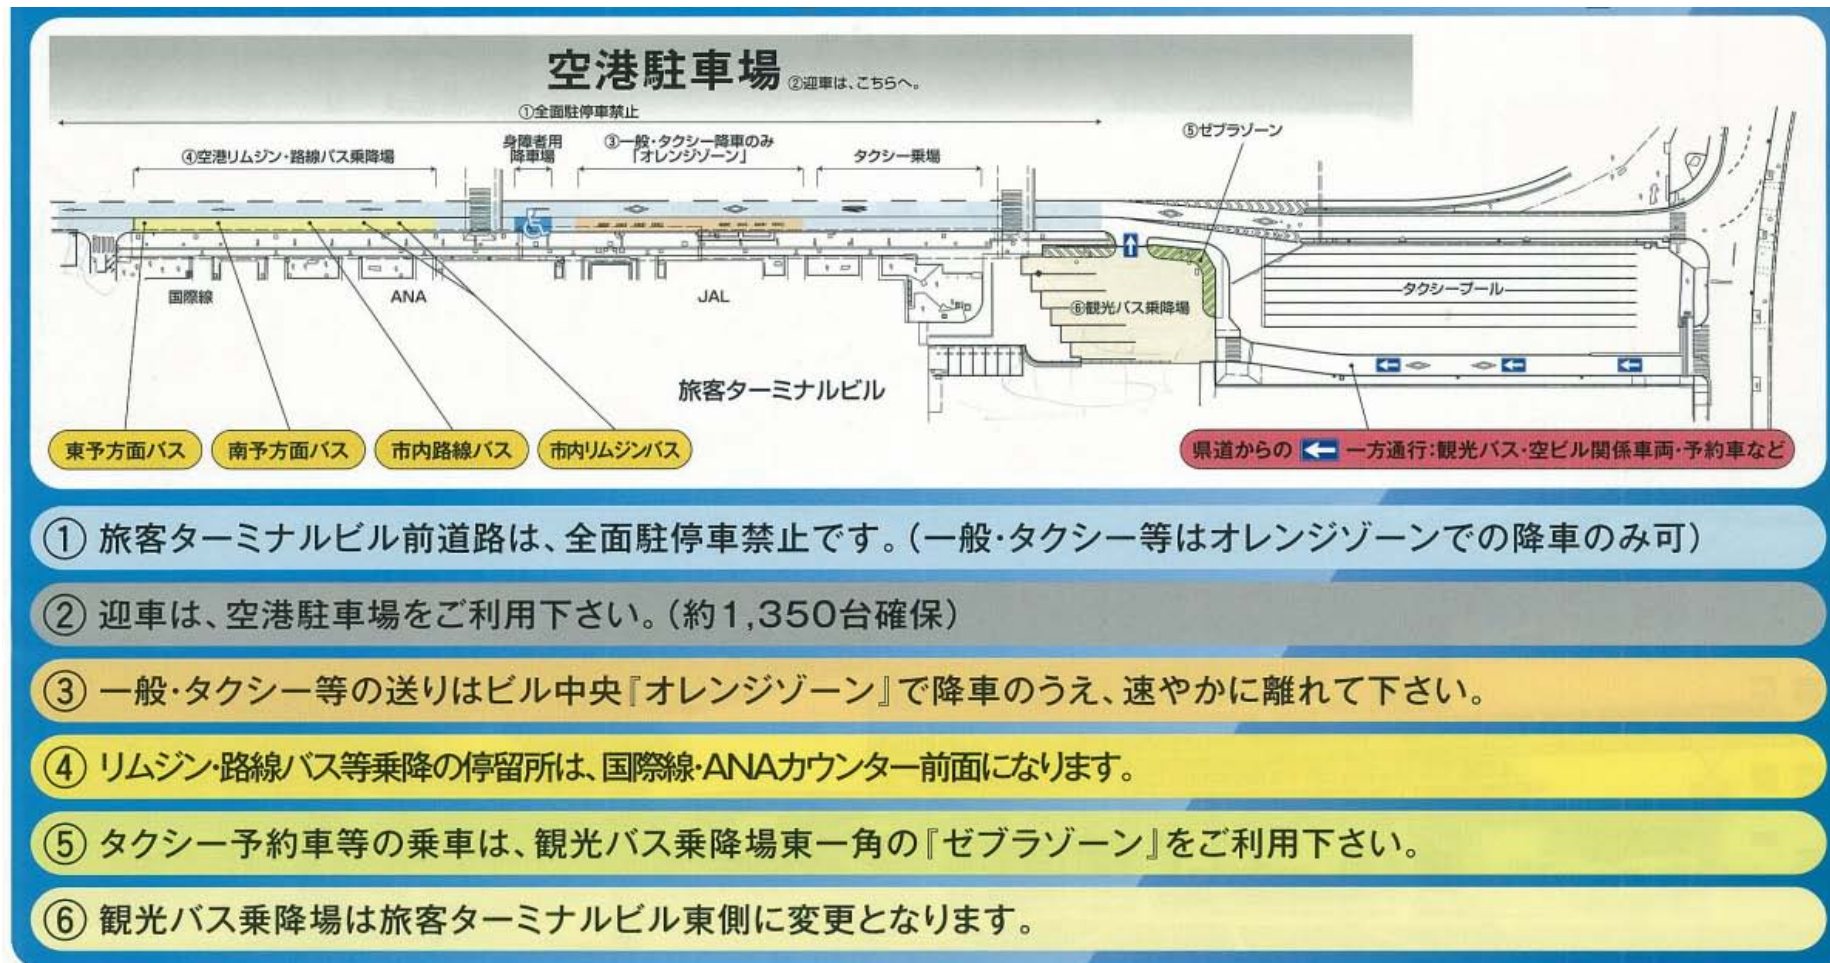 空港駐車場 ②迎車は、こちらへ。
①全面駐停車禁止
⑤ゼブラゾーン
④空港リムジン・路線バス乗降場
身障者用
降車場
③一般・タクシー降車のみ
「オレンジゾーン」
タクシー乗場
国際線
ANA
JAL
⑥観光バス乗降場
タクシープール
旅客ターミナルビル
東予方面バス
南予方面バス
市内路線バス
市内リムジンバス
県道からの ← 一方通行:観光バス・空ビル関係車両・予約車など
① 旅客ターミナルビル前道路は、全面駐停車禁止です。(一般・タクシー等はオレンジゾーンでの降車のみ可)
② 迎車は、空港駐車場をご利用下さい。(約1,350台確保)
③ 一般・タクシー等の送りはビル中央『オレンジゾーン』で降車のうえ、速やかに離れて下さい。
④ リムジン・路線バス等乗降の停留所は、国際線・ANAカウンター前面になります。
⑤ タクシー予約車等の乗車は、観光バス乗降場東一角の『ゼブラゾーン』をご利用下さい。
⑥ 観光バス乗降場は旅客ターミナルビル東側に変更となります。